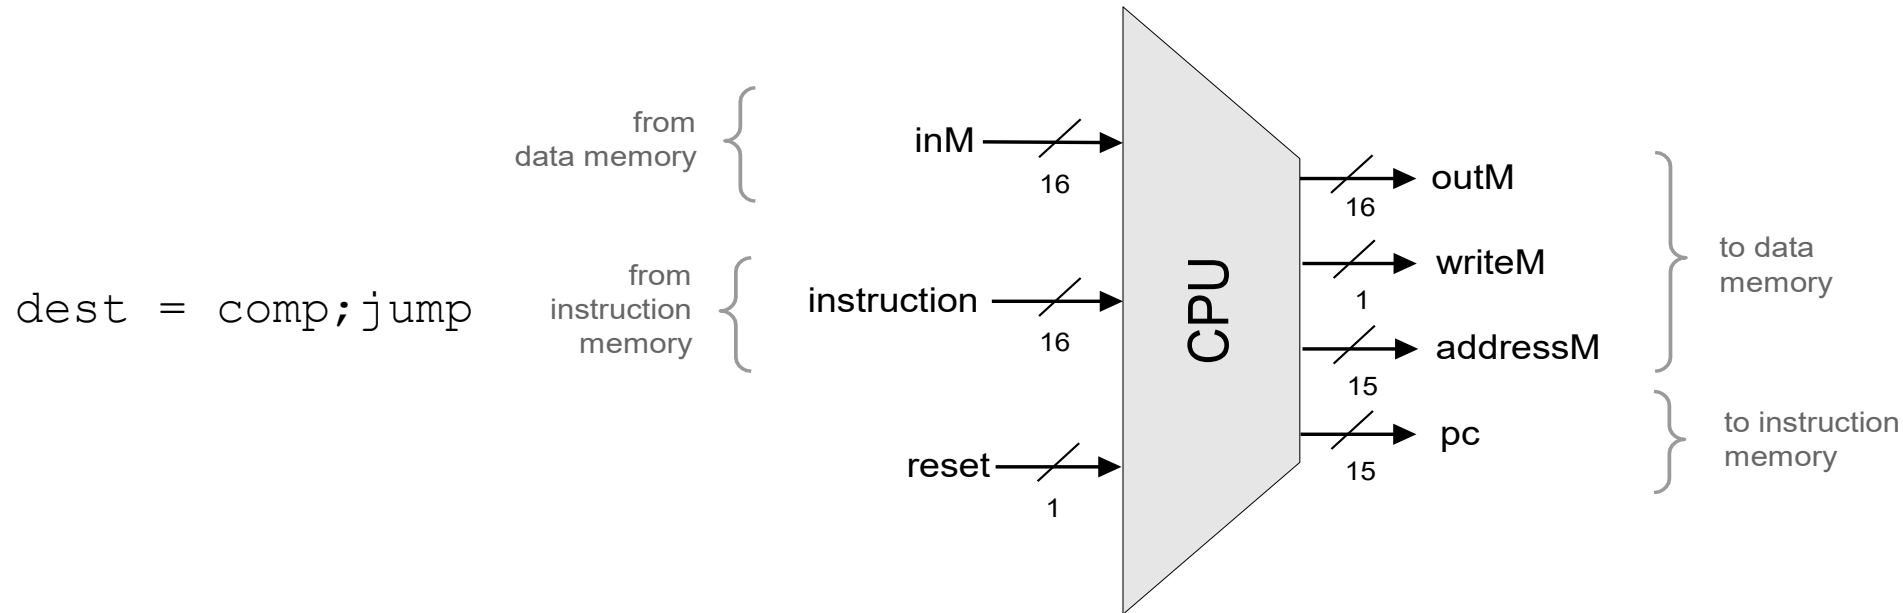 dest = comp;jump
from
data memory
from
instruction
memory
inM
16
instruction
16
reset
1
CPU
outM
16
writeM
1
addressM
15
pc
15
to data
memory
to instruction
memory